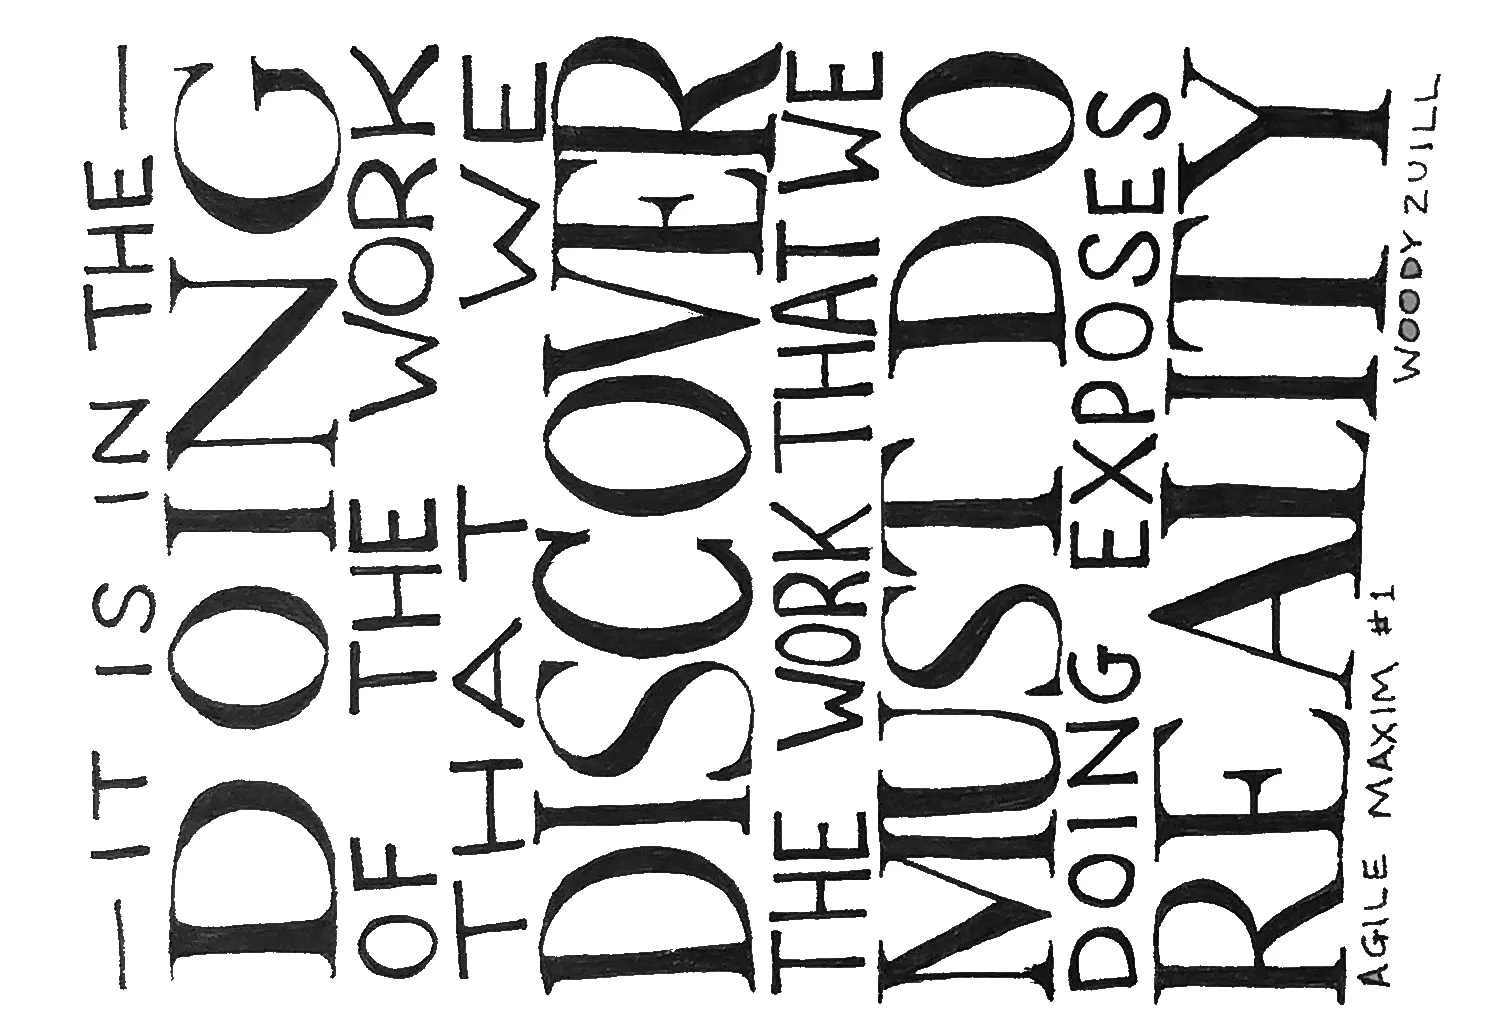 — IT IS IN THE —
DOING
OF THE WORK
THAT WE
DISCOVER
THE WORK THAT WE
MUST DO
DOING EXPOSES
REALITY
AGILE MAXIM #1
WOODY ZUILL